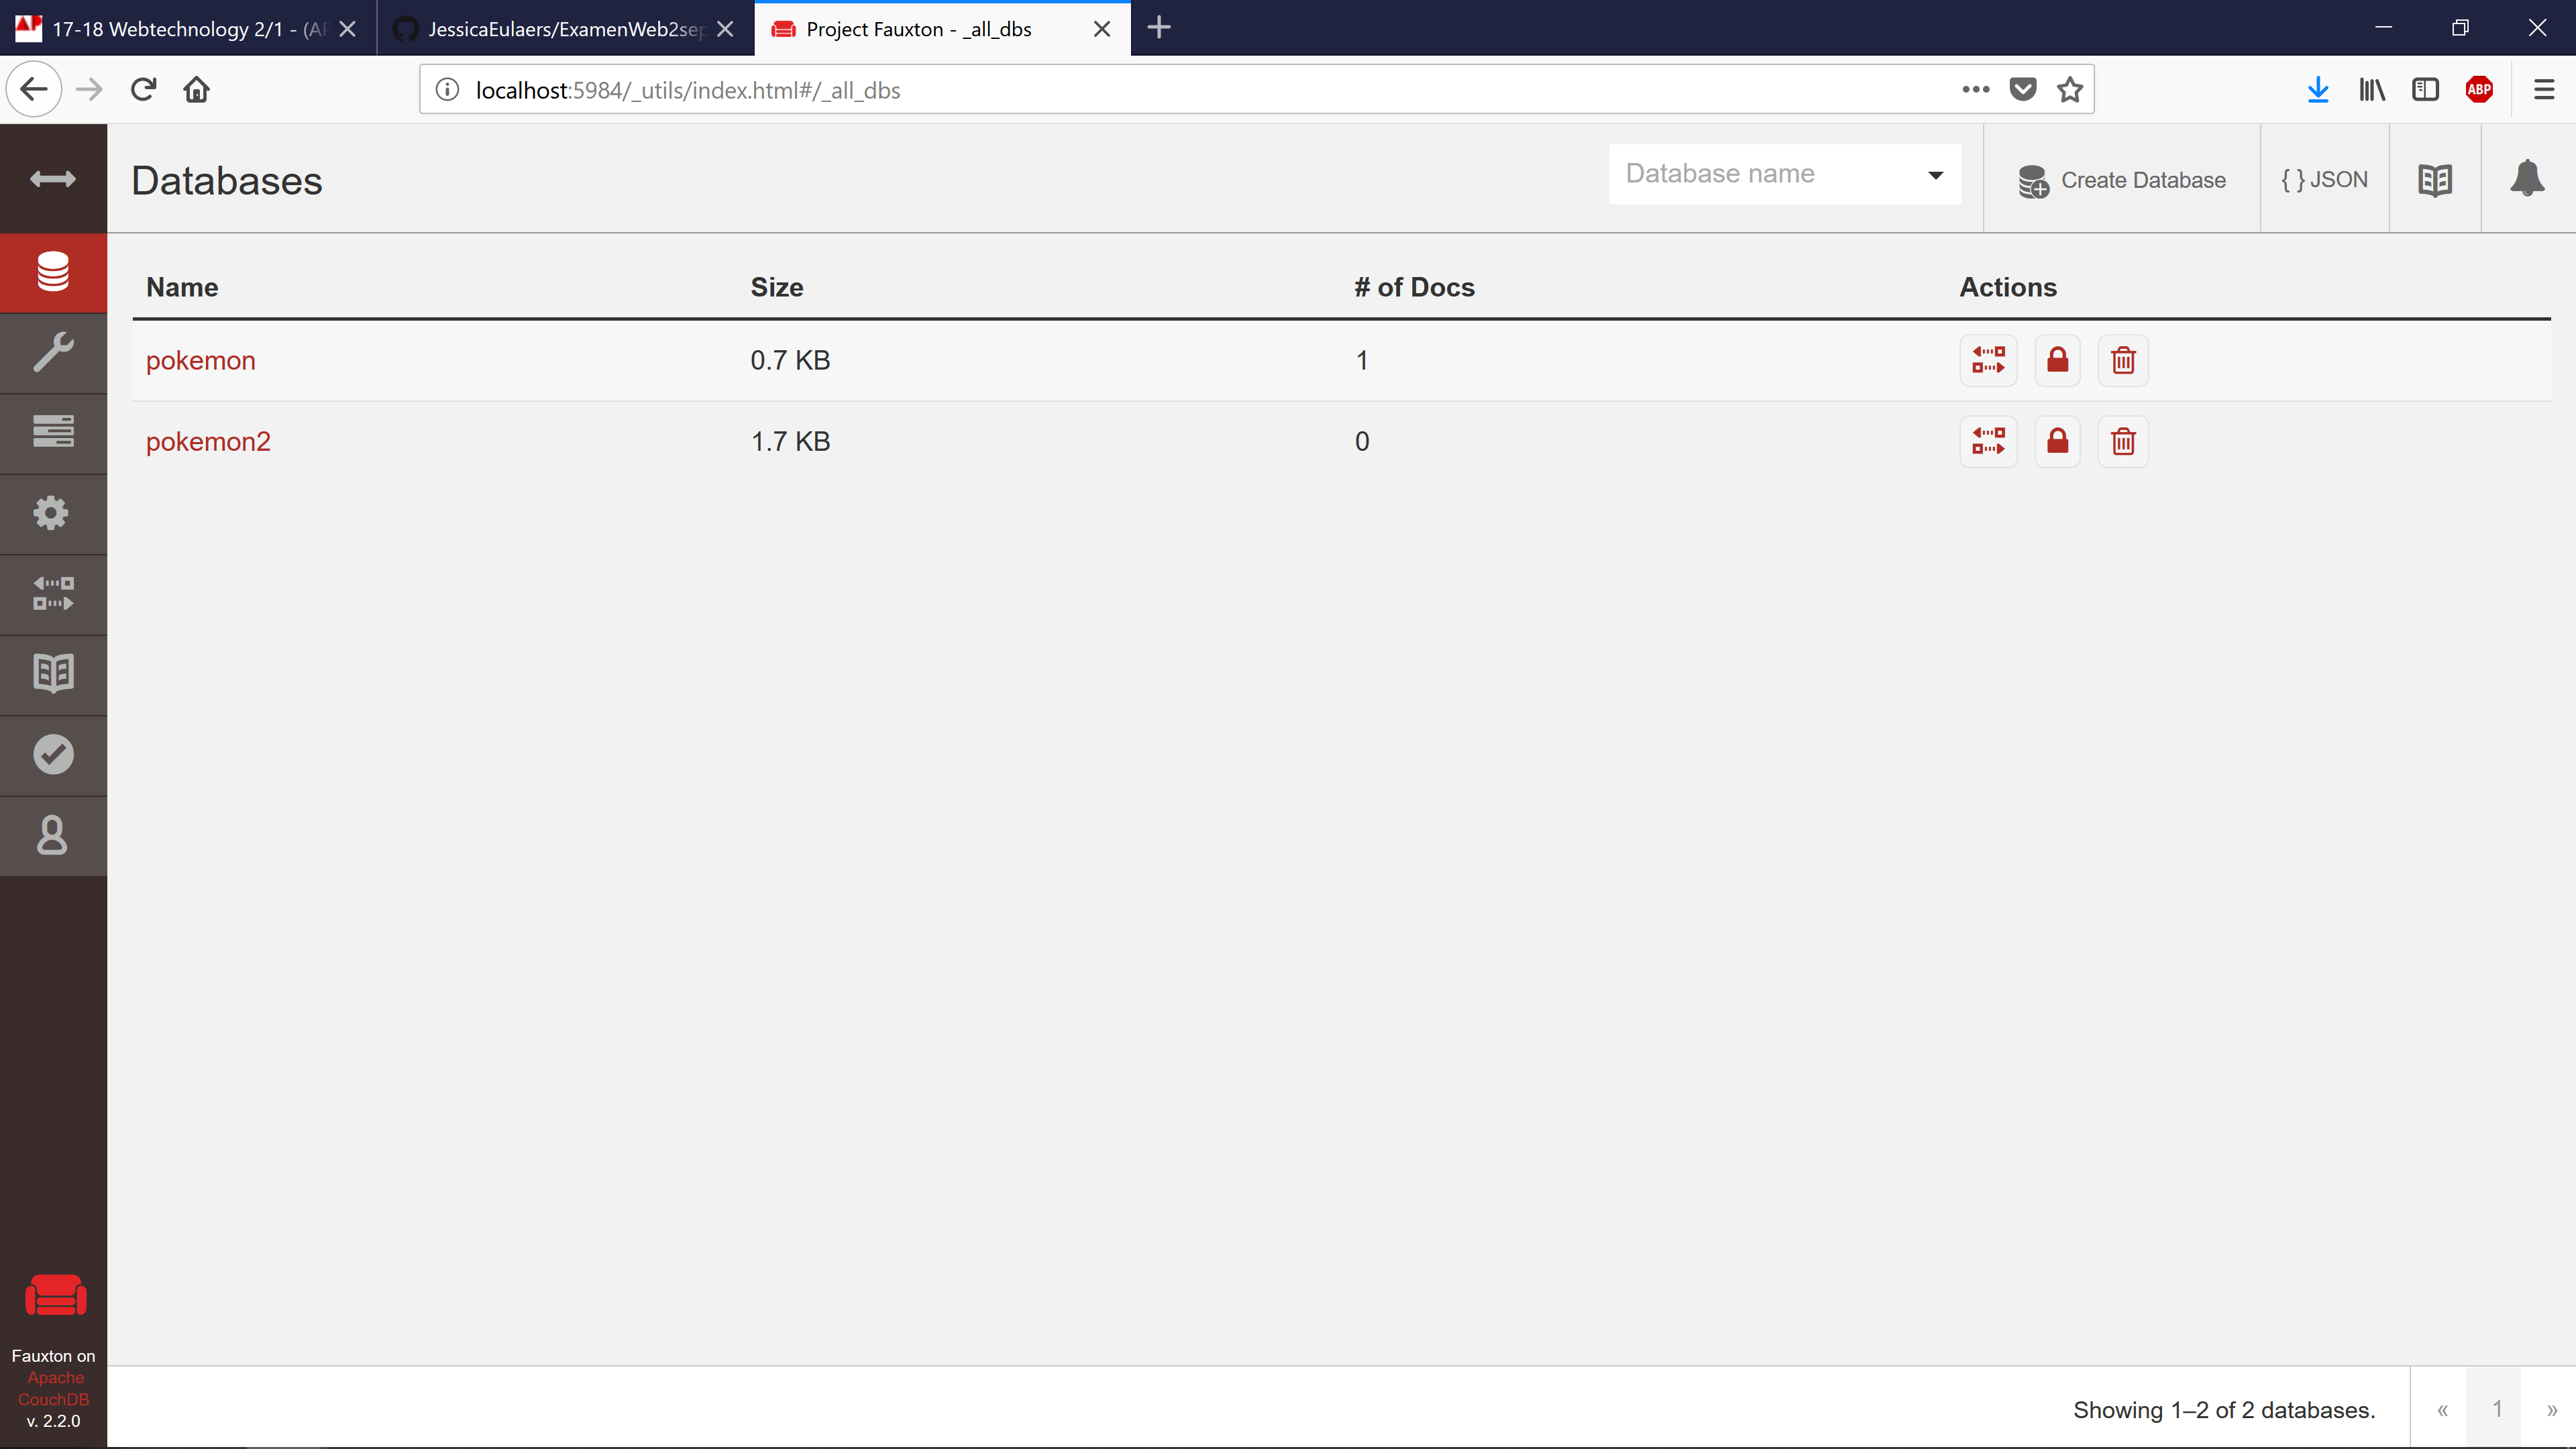 17-18 Webtechnology 2/1 - (AP
JessicaEulaers/ExamenWeb2sep
Project Fauxton - _all_dbs
localhost:5984/_utils/index.html#/_all_dbs
ABP
Databases
Database name
Create Database
{ } JSON
Name Size # of Docs Actions
pokemon 0.7 KB 1
pokemon2 1.7 KB 0
Fauxton on
Apache
CouchDB
v. 2.2.0
Showing 1–2 of 2 databases.
« 1 »